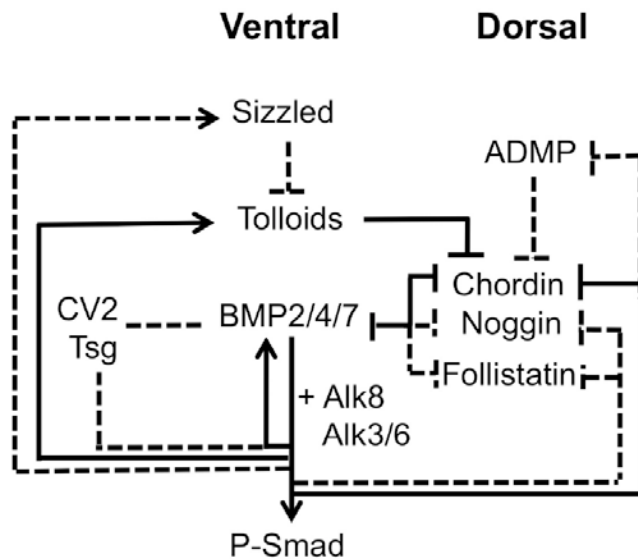 Ventral Dorsal
Sizzled
ADMP
Tolloids
Chordin
CV2 BMP2/4/7 Noggin
Tsg
Follistatin
+ Alk8
Alk3/6
P-Smad